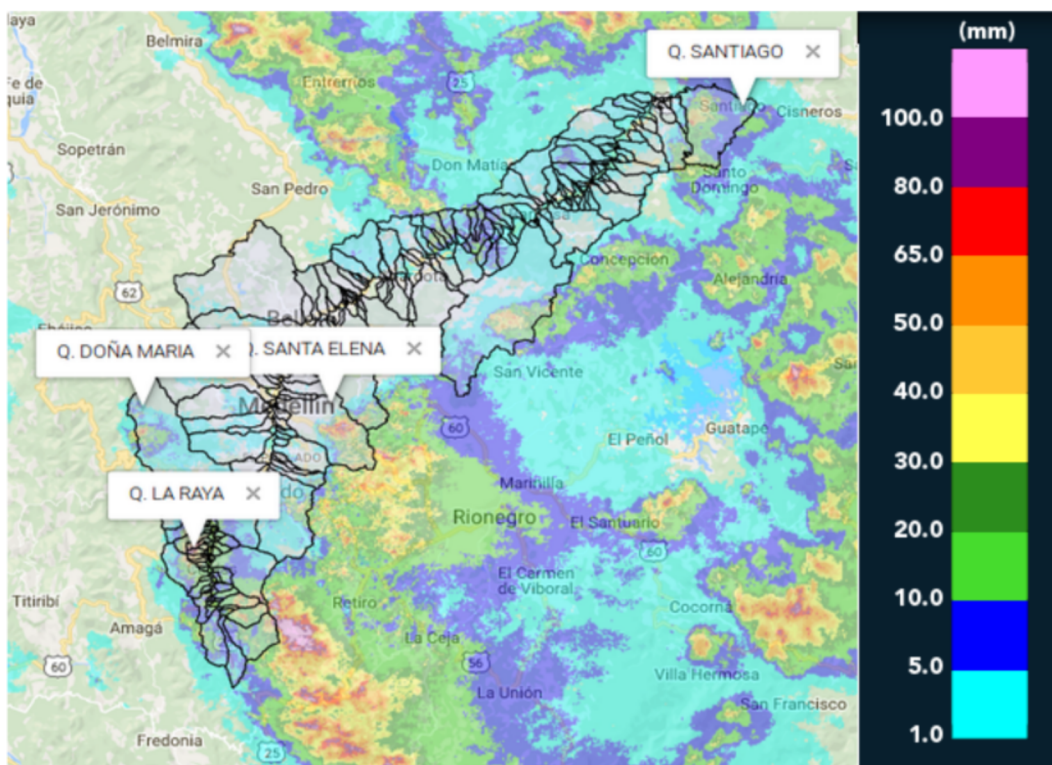 (mm)
100.0
80.0
65.0
50.0
40.0
30.0
20.0
10.0
5.0
1.0
Belmira
Q. SANTIAGO ×
Entrerríos
25
Santiago
Cisneros
Sopetrán
Don Matías
San Pedro
Santo
Domingo
San Jerónimo
Concepción
Alejandría
62
Q. DOÑA MARIA ×
Q. SANTA ELENA ×
San Vicente
Medellín
60
El Peñol
Guatape
Q. LA RAYA ×
Marinilla
Rionegro
El Santuario
60
El Carmen
de Viboral
Titiribí
Retiro
Cocorná
Amagá
La Ceja
60
56
Villa Hermosa
La Unión
San Francisco
Fredonia
25